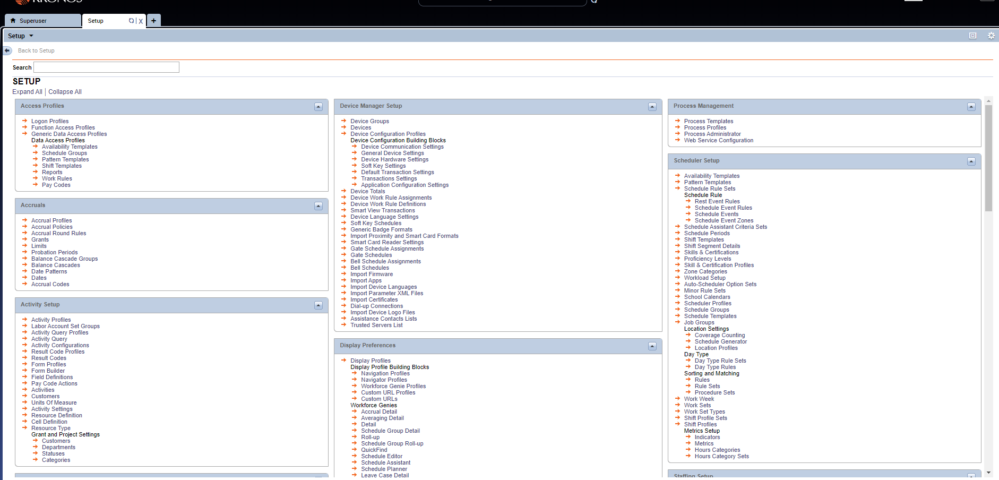 KRONOS
Superuser
Setup
X
+
Setup
Back to Setup
Search
SETUP
Expand All | Collapse All
Access Profiles
Logon Profiles
Function Access Profiles
Generic Data Access Profiles
Data Access Profiles
Availability Templates
Schedule Groups
Pattern Templates
Shift Templates
Reports
Work Rules
Pay Codes
Accruals
Accrual Profiles
Accrual Policies
Accrual Round Rules
Grants
Limits
Probation Periods
Balance Cascade Groups
Balance Cascades
Date Patterns
Dates
Accrual Codes
Activity Setup
Activity Profiles
Labor Account Set Groups
Activity Query Profiles
Activity Query
Activity Configurations
Result Code Profiles
Result Codes
Form Profiles
Form Builder
Field Definitions
Pay Code Actions
Activities
Customers
Units Of Measure
Activity Settings
Resource Definition
Cell Definition
Resource Type
Grant and Project Settings
Customers
Departments
Statuses
Categories
Device Manager Setup
Device Groups
Devices
Device Configuration Profiles
Device Configuration Building Blocks
Device Communication Settings
General Device Settings
Device Hardware Settings
Soft Key Settings
Default Transaction Settings
Transactions Settings
Application Configuration Settings
Device Totals
Device Work Rule Assignments
Device Work Rule Definitions
Smart View Transactions
Device Language Settings
Soft Key Schedules
Generic Badge Formats
Import Proximity and Smart Card Formats
Smart Card Reader Settings
Gate Schedule Assignments
Gate Schedules
Bell Schedule Assignments
Bell Schedules
Import Firmware
Import Apps
Import Device Languages
Import Parameter XML Files
Import Certificates
Dial-up Connections
Import Device Logo Files
Assistance Contacts Lists
Trusted Servers List
Display Preferences
Display Profiles
Display Profile Building Blocks
Navigation Profiles
Navigator Profiles
Workforce Genie Profiles
Custom URL Profiles
Custom URLs
Workforce Genies
Accrual Detail
Averaging Detail
Detail
Schedule Group Detail
Roll-up
Schedule Group Roll-up
QuickFind
Schedule Editor
Schedule Assistant
Schedule Planner
Leave Case Detail
Process Management
Process Templates
Process Profiles
Process Administrator
Web Service Configuration
Scheduler Setup
Availability Templates
Pattern Templates
Schedule Rule Sets
Schedule Rule
Rest Event Rules
Schedule Event Rules
Schedule Events
Schedule Event Zones
Schedule Assistant Criteria Sets
Schedule Periods
Shift Templates
Shift Segment Details
Skills & Certifications
Proficiency Levels
Skill & Certification Profiles
Zone Categories
Workload Setup
Auto-Scheduler Option Sets
Minor Rule Sets
School Calendars
Scheduler Profiles
Schedule Groups
Schedule Templates
Job Groups
Location Settings
Coverage Counting
Schedule Generator
Location Profiles
Day Type
Day Type Rule Sets
Day Type Rules
Sorting and Matching
Rules
Rule Sets
Procedure Sets
Work Week
Work Sets
Work Set Types
Shift Profile Sets
Shift Profiles
Metrics Setup
Indicators
Metrics
Hours Categories
Hours Category Sets
Staffing Setup